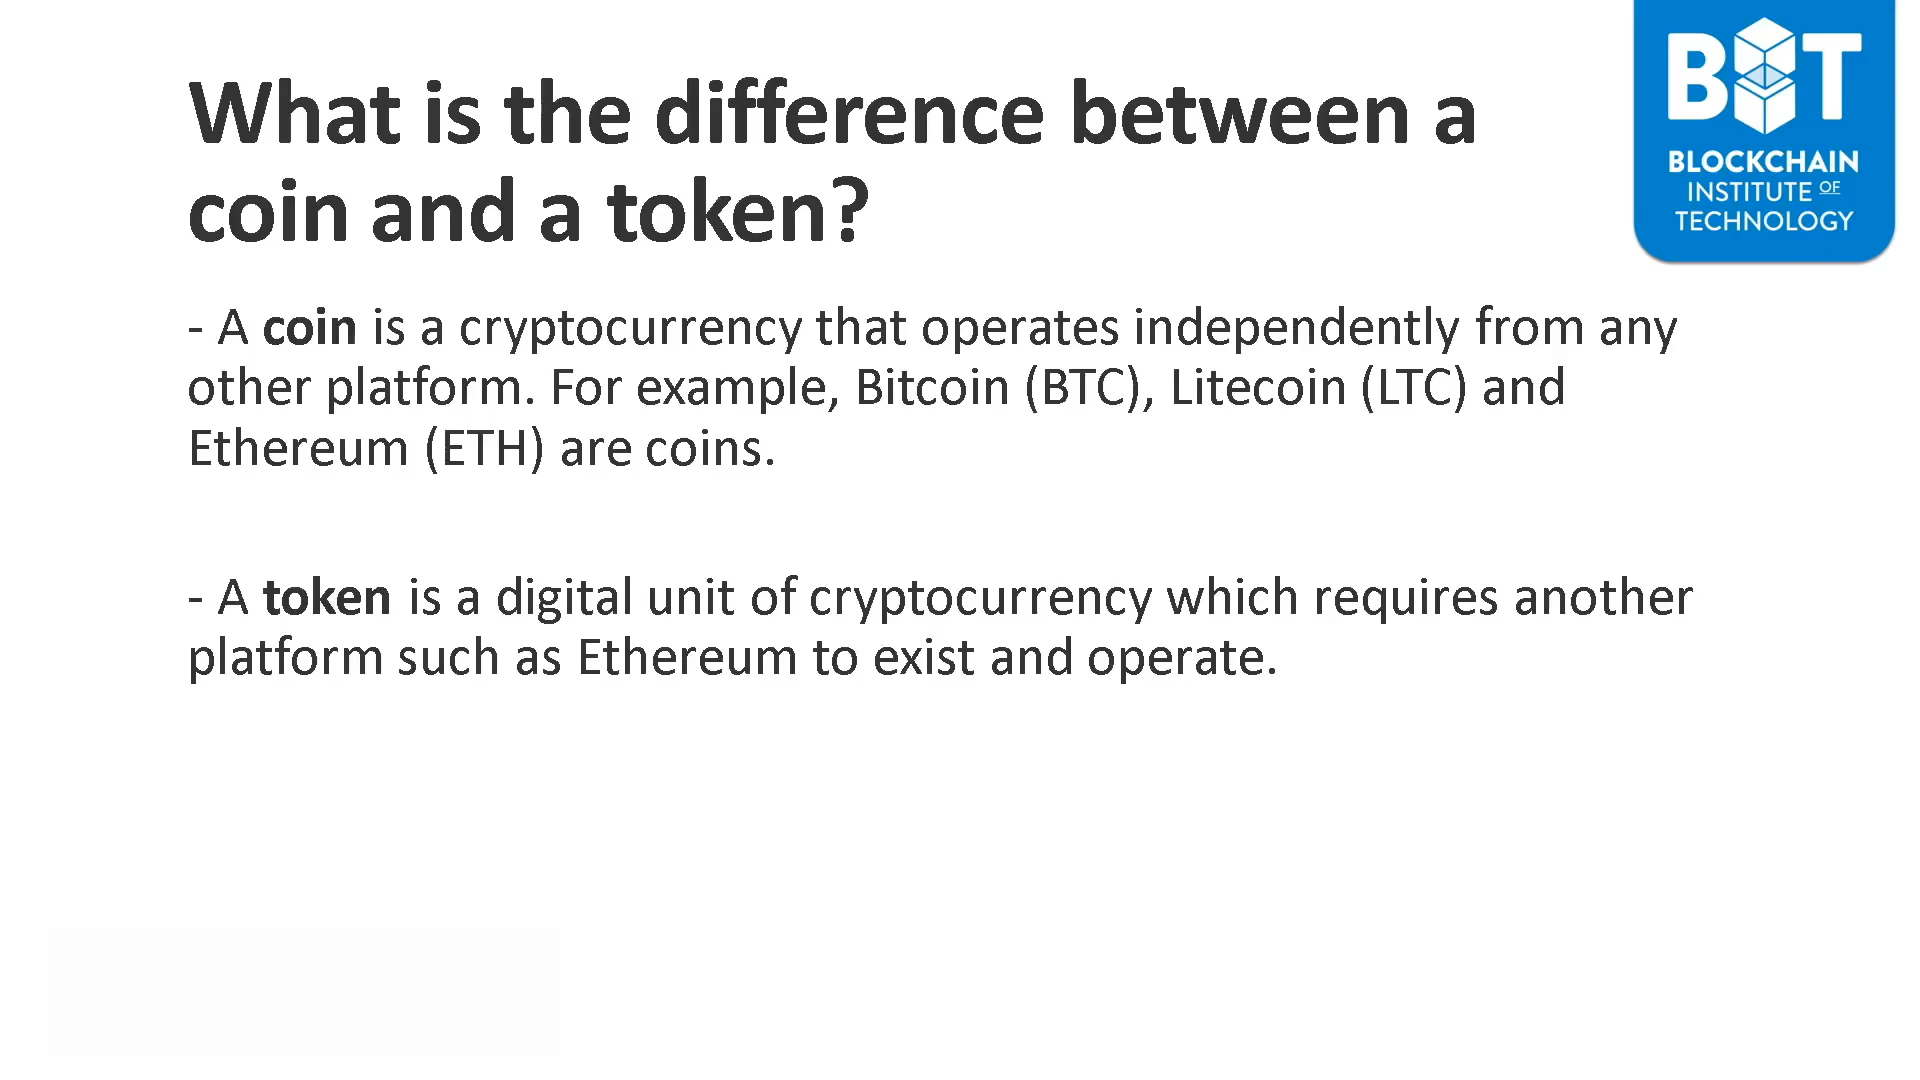 What is the difference between a
coin and a token?
- A coin is a cryptocurrency that operates independently from any
other platform. For example, Bitcoin (BTC), Litecoin (LTC) and
Ethereum (ETH) are coins.
- A token is a digital unit of cryptocurrency which requires another
platform such as Ethereum to exist and operate.
B T
BLOCKCHAIN
INSTITUTE OF
TECHNOLOGY